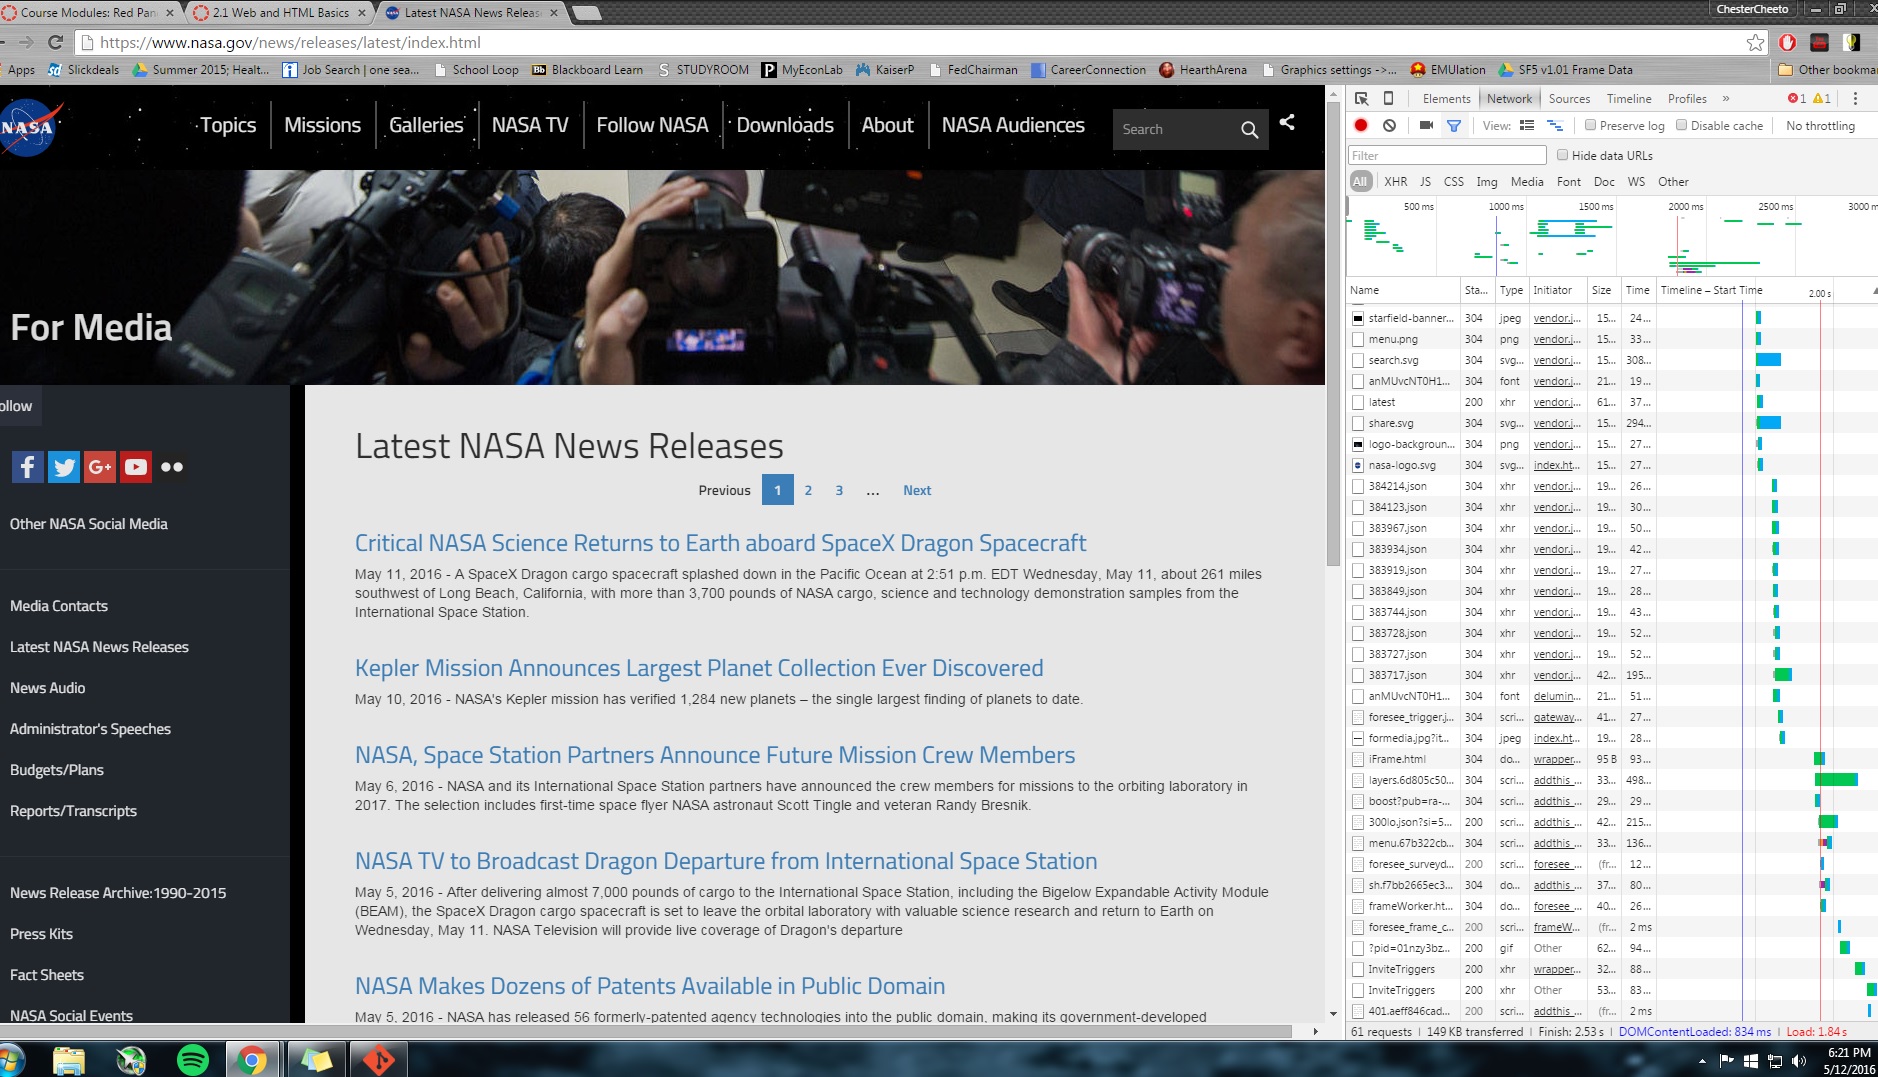 Course Modules: Red Pan
2.1 Web and HTML Basics
Latest NASA News Releas
ChesterCheeto
https://www.nasa.gov/news/releases/latest/index.html
Apps Slickdeals Summer 2015; Healt... Job Search | one sea... School Loop Blackboard Learn STUDYROOM MyEconLab KaiserP FedChairman CareerConnection HearthArena Graphics settings ->... EMUlation SF5 v1.01 Frame Data Other bookma
NASA
Topics Missions Galleries NASA TV Follow NASA Downloads About NASA Audiences Search
For Media
ollow
Other NASA Social Media
Media Contacts
Latest NASA News Releases
News Audio
Administrator's Speeches
Budgets/Plans
Reports/Transcripts
News Release Archive:1990-2015
Press Kits
Fact Sheets
NASA Social Events
Latest NASA News Releases
Previous 1 2 3 ... Next
Critical NASA Science Returns to Earth aboard SpaceX Dragon Spacecraft
May 11, 2016 - A SpaceX Dragon cargo spacecraft splashed down in the Pacific Ocean at 2:51 p.m. EDT Wednesday, May 11, about 261 miles
southwest of Long Beach, California, with more than 3,700 pounds of NASA cargo, science and technology demonstration samples from the
International Space Station.
Kepler Mission Announces Largest Planet Collection Ever Discovered
May 10, 2016 - NASA's Kepler mission has verified 1,284 new planets – the single largest finding of planets to date.
NASA, Space Station Partners Announce Future Mission Crew Members
May 6, 2016 - NASA and its International Space Station partners have announced the crew members for missions to the orbiting laboratory in
2017. The selection includes first-time space flyer NASA astronaut Scott Tingle and veteran Randy Bresnik.
NASA TV to Broadcast Dragon Departure from International Space Station
May 5, 2016 - After delivering almost 7,000 pounds of cargo to the International Space Station, including the Bigelow Expandable Activity Module
(BEAM), the SpaceX Dragon cargo spacecraft is set to leave the orbital laboratory with valuable science research and return to Earth on
Wednesday, May 11. NASA Television will provide live coverage of Dragon's departure
NASA Makes Dozens of Patents Available in Public Domain
May 5, 2016 - NASA has released 56 formerly-patented agency technologies into the public domain, making its government-developed
Elements Network Sources Timeline Profiles » 1 1
View: Preserve log Disable cache No throttling
Filter Hide data URLs
All XHR JS CSS Img Media Font Doc WS Other
500 ms 1000 ms 1500 ms 2000 ms 2500 ms 3000 m
Name Sta... Type Initiator Size Time Timeline – Start Time 2.00 s
starfield-banner... 304 jpeg vendor.j... 15... 24...
menu.png 304 png vendor.j... 15... 33...
search.svg 304 svg... vendor.j... 15... 308...
anMUvcNT0H1... 304 font vendor.j... 21... 19...
latest 200 xhr vendor.j... 61... 37...
share.svg 304 svg... vendor.j... 15... 294...
logo-backgroun... 304 png vendor.j... 15... 27...
nasa-logo.svg 304 svg... index.ht... 15... 27...
384214.json 304 xhr vendor.j... 19... 26...
384123.json 304 xhr vendor.j... 19... 30...
383967.json 304 xhr vendor.j... 19... 50...
383934.json 304 xhr vendor.j... 19... 42...
383919.json 304 xhr vendor.j... 19... 27...
383849.json 304 xhr vendor.j... 19... 28...
383744.json 304 xhr vendor.j... 19... 43...
383728.json 304 xhr vendor.j... 19... 52...
383727.json 304 xhr vendor.j... 19... 52...
383717.json 304 xhr vendor.j... 42... 195...
anMUvcNT0H1... 304 font delumin... 21... 51...
foresee_trigger.j... 304 scri... gateway... 41... 27...
formedia.jpg?it... 304 jpeg index.ht... 19... 28...
iFrame.html 304 do... wrapper... 95 B 93...
layers.6d805c50... 304 scri... addthis_... 33... 498...
boost?pub=ra-... 304 scri... addthis_... 29... 29...
300lo.json?si=5... 200 scri... addthis_... 42... 215...
menu.67b322cb... 304 scri... addthis_... 33... 136...
foresee_surveyd... 200 scri... foresee_... (fr... 12...
sh.f7bb2665ec3... 304 do... addthis_... 37... 80...
frameWorker.ht... 304 do... foresee_... 40... 26...
foresee_frame_c... 200 scri... frameW... (fr... 2 ms
?pid=01nzy3bz... 200 gif Other 62... 94...
InviteTriggers 200 xhr wrapper... 32... 88...
InviteTriggers 200 xhr Other 53... 83...
401.aeff846cad... 200 scri... addthis_... (fr... 2 ms
61 requests | 149 KB transferred | Finish: 2.53 s | DOMContentLoaded: 834 ms | Load: 1.84 s
6:21 PM
5/12/2016